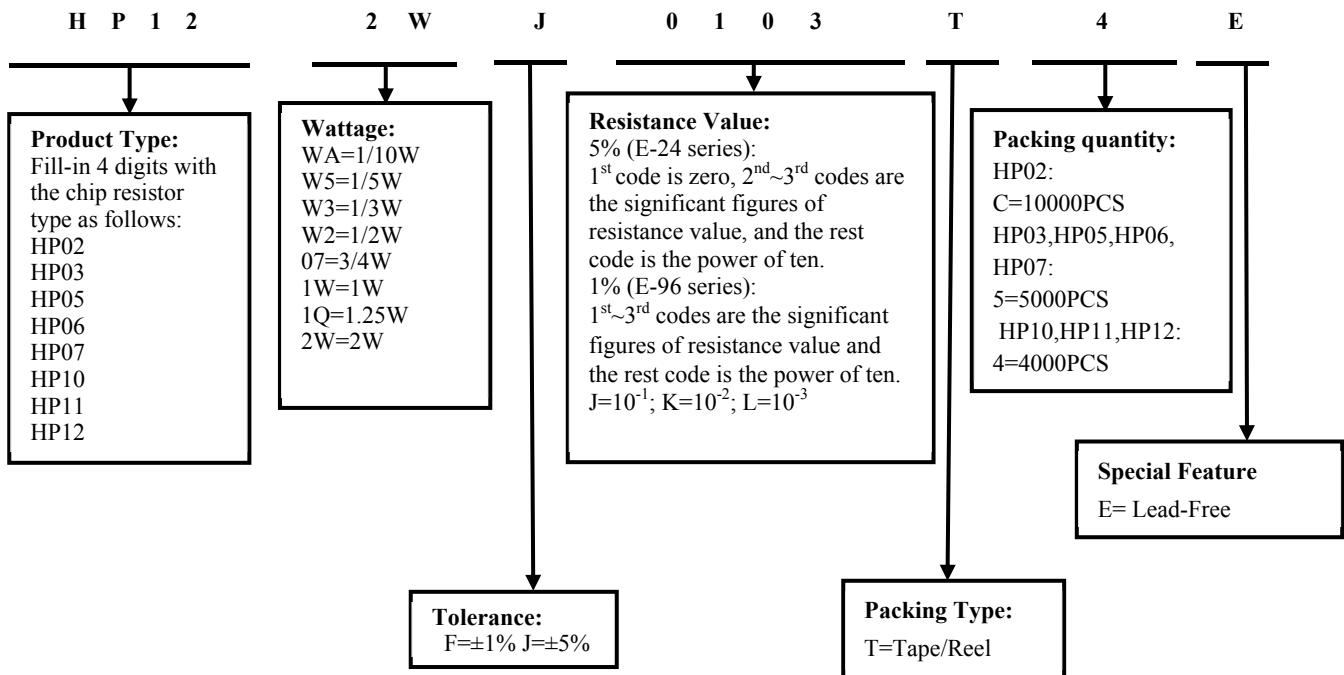 H P 1 2 2 W J 0 1 0 3 T 4 E
Product Type:
Fill-in 4 digits with
the chip resistor
type as follows:
HP02
HP03
HP05
HP06
HP07
HP10
HP11
HP12
Wattage:
WA=1/10W
W5=1/5W
W3=1/3W
W2=1/2W
07=3/4W
1W=1W
1Q=1.25W
2W=2W
Resistance Value:
5% (E-24 series):
1st code is zero, 2nd~3rd codes are
the significant figures of
resistance value, and the rest
code is the power of ten.
1% (E-96 series):
1st~3rd codes are the significant
figures of resistance value and
the rest code is the power of ten.
J=10-1; K=10-2; L=10-3
Packing quantity:
HP02:
C=10000PCS
HP03,HP05,HP06,
HP07:
5=5000PCS
HP10,HP11,HP12:
4=4000PCS
Special Feature
E= Lead-Free
Tolerance:
F=±1% J=±5%
Packing Type:
T=Tape/Reel